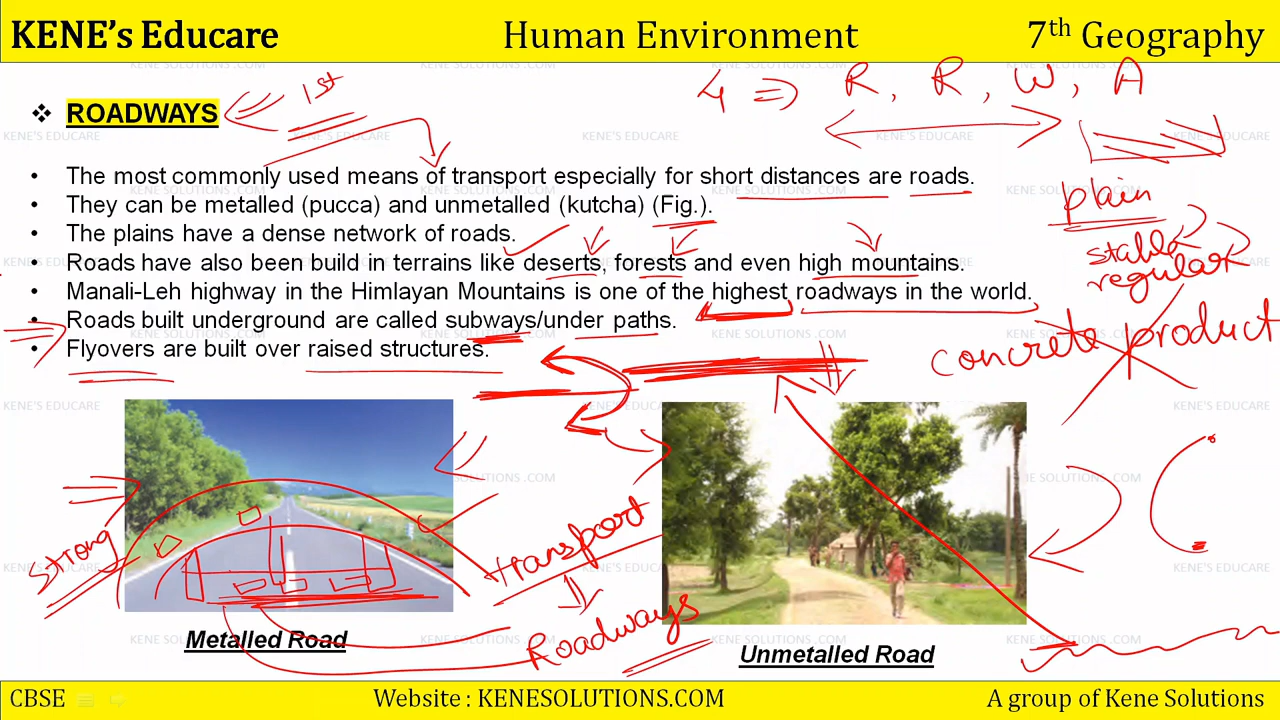 KENE's Educare Human Environment 7th Geography
4 ⇒ R, R, W, A
1st
❖ ROADWAYS
• The most commonly used means of transport especially for short distances are roads.
• They can be metalled (pucca) and unmetalled (kutcha) (Fig.).
• The plains have a dense network of roads.
• Roads have also been build in terrains like deserts, forests and even high mountains.
• Manali-Leh highway in the Himlayan Mountains is one of the highest roadways in the world.
• Roads built underground are called subways/under paths.
• Flyovers are built over raised structures.
plain
stable
regular
concrete product
strong
transport
Roadways
Metalled Road
Unmetalled Road
CBSE Website : KENESOLUTIONS.COM A group of Kene Solutions
KENE SOLUTIONS .COM
KENE'S EDUCARE